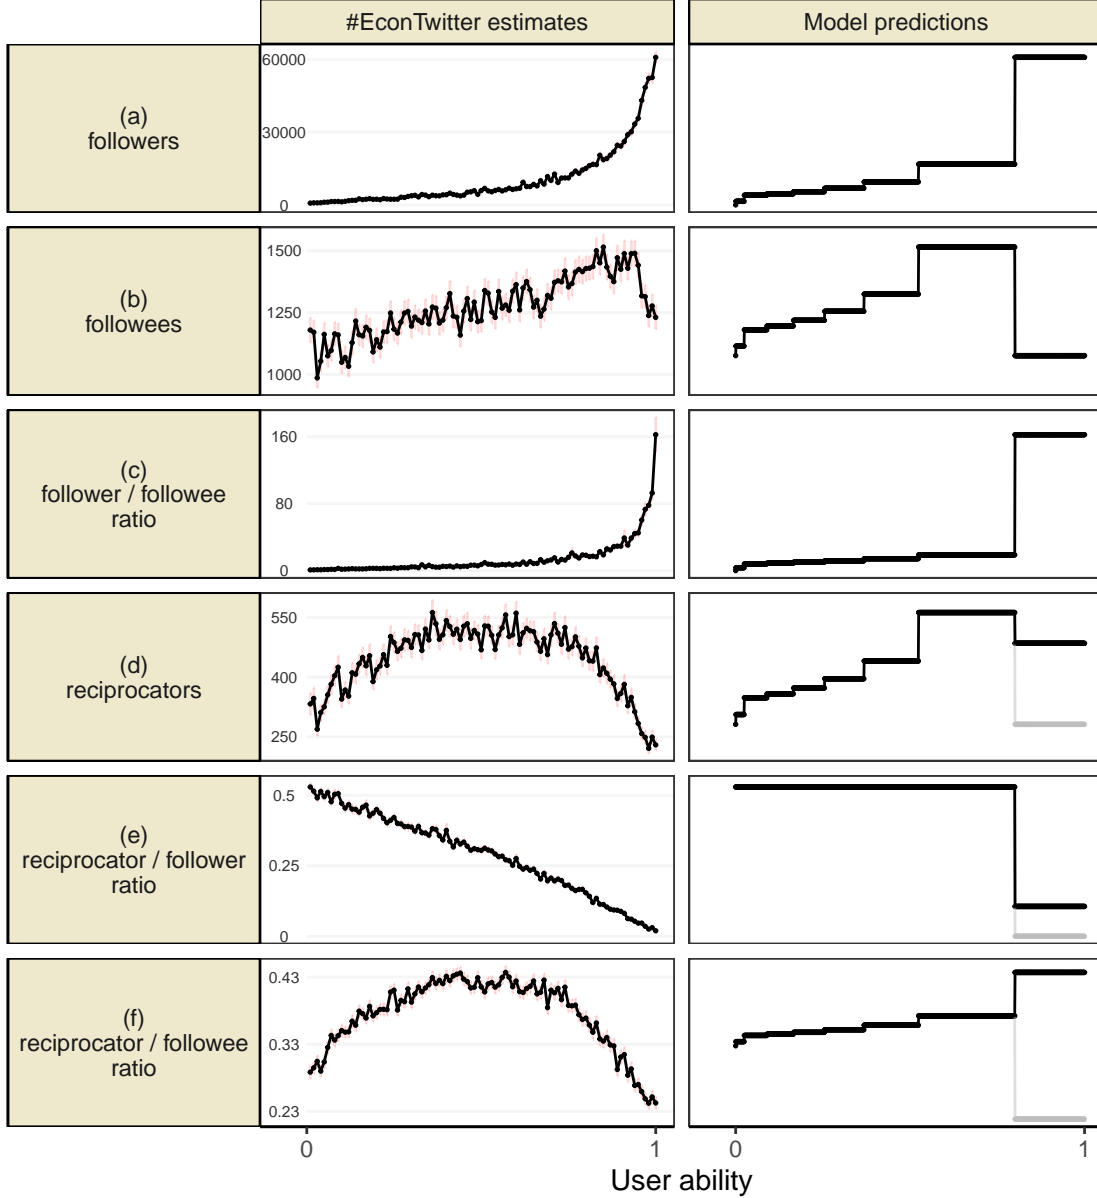 #EconTwitter estimates
Model predictions
(a)
followers
60000
30000
0
(b)
followees
1500
1250
1000
(c)
follower / followee
ratio
160
80
0
(d)
reciprocators
550
400
250
(e)
reciprocator / follower
ratio
0.5
0.25
0
(f)
reciprocator / followee
ratio
0.43
0.33
0.23
0
1
0
1
User ability